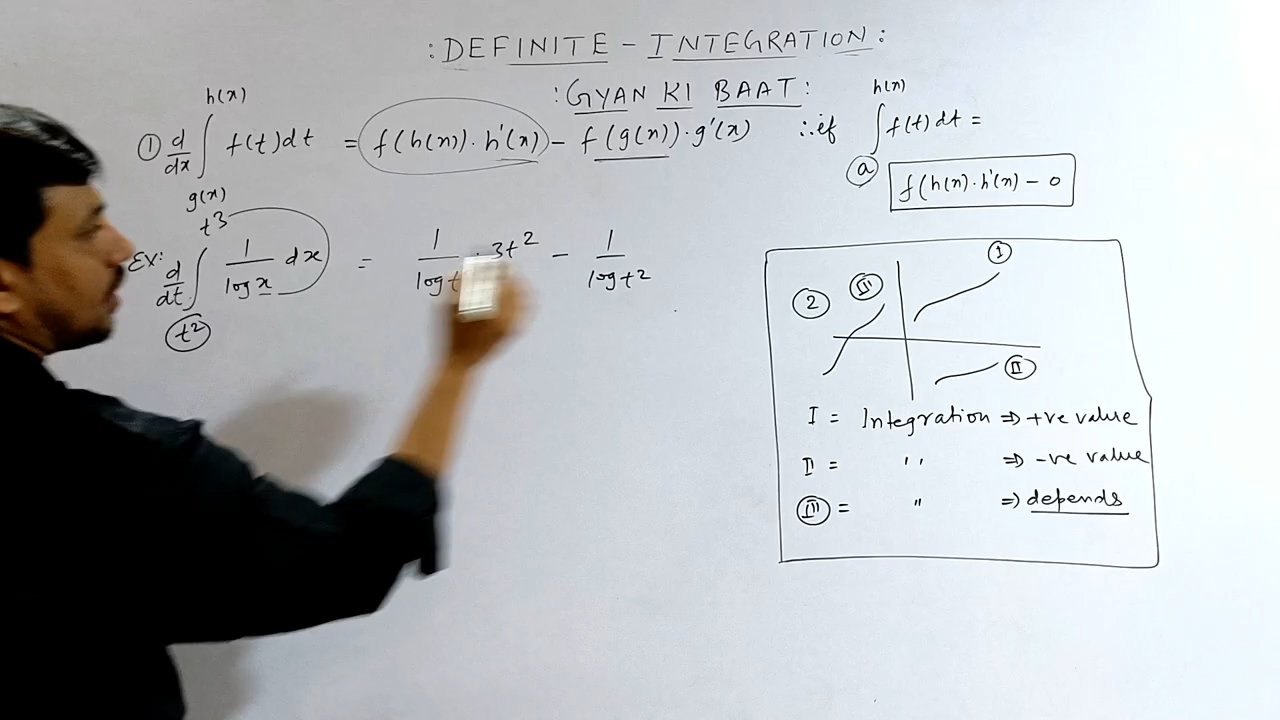 : DEFINITE - INTEGRATION :
: GYAN KI BAAT :
① d/dx ∫_{g(x)}^{h(x)} f(t)dt = f(h(x)·h'(x) - f(g(x))·g'(x) ∴ if ∫_{a}^{h(x)} f(t)dt =
f(h(x)·h'(x) - 0
EX: d/dt ∫_{t²}^{t3} 1/log x dx = 1/log t · 3t² - 1/log t2
2 III I
II
I = Integration ⇒ +ve value
II = ,, ⇒ -ve value
III = " ⇒ depends